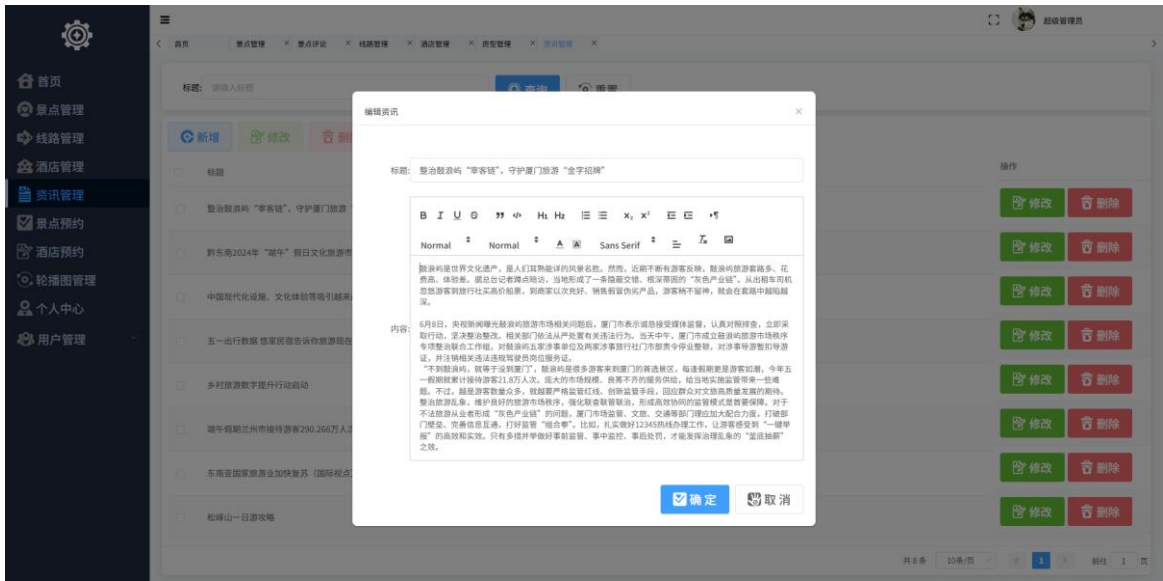 超级管理员
首页
景点管理 ×
景点评论 ×
线路管理 ×
酒店管理 ×
房型管理 ×
资讯管理 ×
首页
景点管理
线路管理
酒店管理
资讯管理
景点预约
酒店预约
轮播图管理
个人中心
用户管理
标题: 请输入标题
查询
重置
新增
修改
删
标题
操作
整治鼓浪屿“宰客链”，守护厦门旅游
修改 删除
黔东南2024年“端午”假日文化旅游市
修改 删除
中国现代化设施、文化体验等吸引越来
修改 删除
五一出行数据 悠家民宿告诉你旅游现在
修改 删除
乡村旅游数字提升行动启动
修改 删除
端午假期兰州市接待游客290.266万人次
修改 删除
东南亚国家旅游业加快复苏（国际视点）
修改 删除
松峰山一日游攻略
修改 删除
共 8 条 10条/页 1 前往 1 页
编辑资讯 ×
标题: 整治鼓浪屿“宰客链”，守护厦门旅游“金字招牌”
B I U S H1 H2 x2 x2
Normal Normal A A Sans Serif
内容:
鼓浪屿是世界文化遗产，是人们耳熟能详的风景名胜。然而，近期不断有游客反映，鼓浪屿旅游套路多、花
费高、体验差。据总台记者蹲点暗访，当地形成了一条隐蔽交错、根深蒂固的“灰色产业链”。从出租车司机
忽悠游客到旅行社买高价船票，到商家以次充好、销售假冒伪劣产品，游客稍不留神，就会在套路中越陷越
深。
6月8日，央视新闻曝光鼓浪屿旅游市场相关问题后，厦门市表示诚恳接受媒体监督，认真对照排查，立即采
取行动，坚决整治整改。相关部门依法从严处置有关违法行为。当天中午，厦门市成立鼓浪屿旅游市场秩序
专项整治联合工作组，对鼓浪屿五家涉事单位及两家涉事旅行社门市部责令停业整顿，对涉事导游暂扣导游
证，并注销相关违法违规驾驶员岗位服务证。
“不到鼓浪屿，就等于没到厦门”，鼓浪屿是很多游客来到厦门的首选景区。每逢假期更是游客如潮，今年五
一假期就累计接待游客21.8万人次。庞大的市场规模、良莠不齐的服务供给，给当地实施监管带来一些难
题。不过，越是游客数量众多，就越要严格监管红线、创新监管手段，回应群众对文旅高质量发展的期待。
整治旅游乱象，维护良好的旅游市场秩序，强化联查联管联治，形成高效协同的监管模式是首要保障。对于
不法旅游从业者形成“灰色产业链”的问题，厦门市场监管、文旅、交通等部门理应加大配合力度，打破部
门壁垒、完善信息互通，打好监管“组合拳”。比如，扎实做好12345热线办理工作，让游客感受到“一键举
报”的高效和实效。只有多措并举做好事前监管、事中监控、事后处罚，才能发挥治理乱象的“釜底抽薪”
之效。
确定
取消